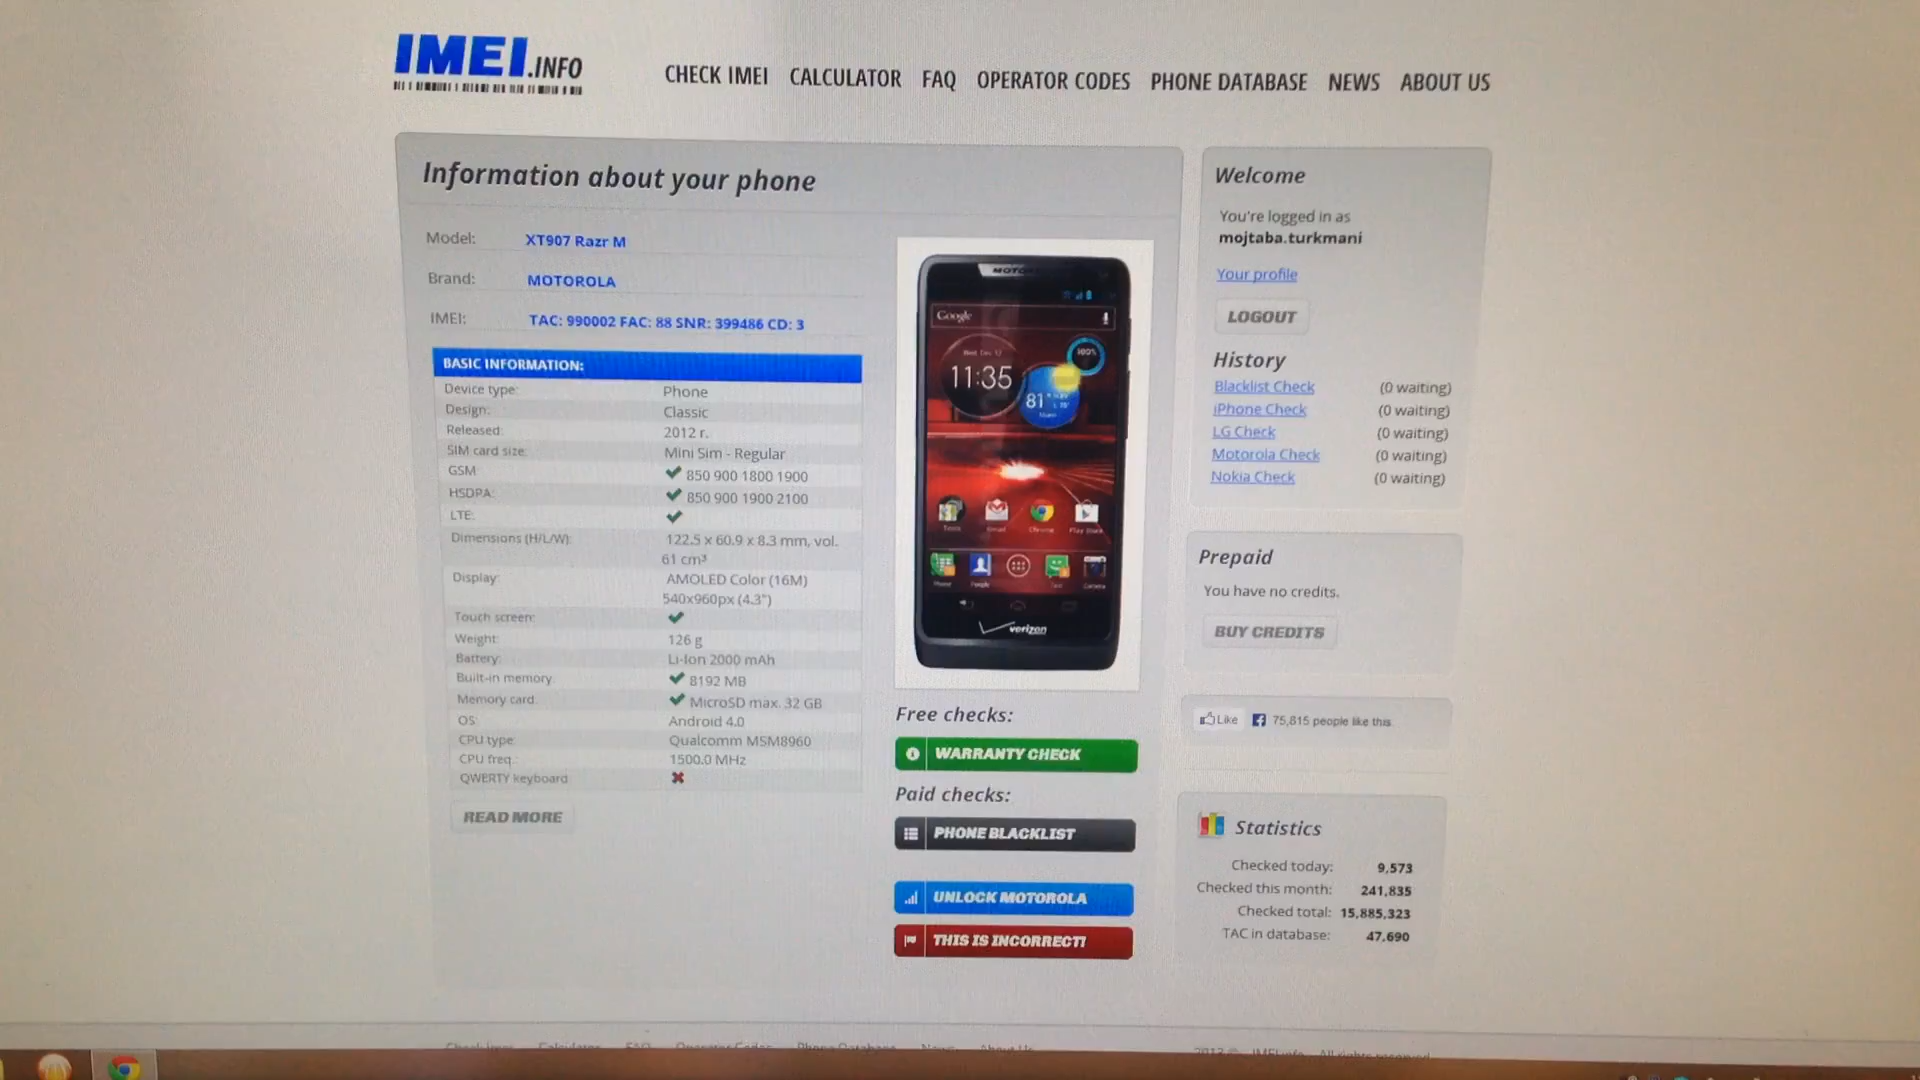 IMEI.INFO
CHECK IMEI CALCULATOR FAQ OPERATOR CODES PHONE DATABASE NEWS ABOUT US
Information about your phone
Model: XT907 Razr M
Brand: MOTOROLA
IMEI: TAC: 990002 FAC: 88 SNR: 399486 CD: 3
BASIC INFORMATION:
Device type: Phone
Design: Classic
Released: 2012 r.
SIM card size: Mini Sim - Regular
GSM: 850 900 1800 1900
HSDPA: 850 900 1900 2100
LTE:
Dimensions (H/L/W): 122.5 x 60.9 x 8.3 mm, vol.
61 cm³
Display: AMOLED Color (16M)
540x960px (4.3")
Touch screen:
Weight: 126 g
Battery: Li-Ion 2000 mAh
Built-in memory: 8192 MB
Memory card: MicroSD max. 32 GB
OS: Android 4.0
CPU type: Qualcomm MSM8960
CPU freq.: 1500.0 MHz
QWERTY keyboard:
READ MORE
Google
11:35
100%
81°
Gmail
Chrome
Play Store
Phone
People
Text
Camera
verizon
Free checks:
WARRANTY CHECK
Paid checks:
PHONE BLACKLIST
UNLOCK MOTOROLA
THIS IS INCORRECT!
Welcome
You're logged in as
mojtaba.turkmani
Your profile
LOGOUT
History
Blacklist Check (0 waiting)
iPhone Check (0 waiting)
LG Check (0 waiting)
Motorola Check (0 waiting)
Nokia Check (0 waiting)
Prepaid
You have no credits.
BUY CREDITS
Like 75,815 people like this.
Statistics
Checked today: 9,573
Checked this month: 241,835
Checked total: 15,885,323
TAC in database: 47,690